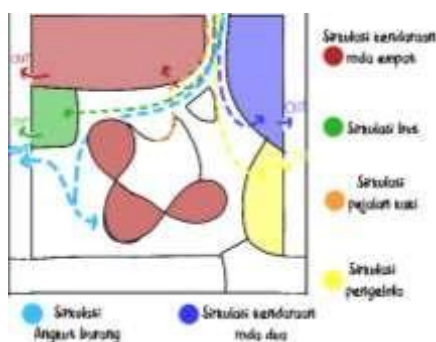 OUT
Sirkulasi kendaraan
roda empat
OUT
OUT
Sirkulasi bus
Sirkulasi
pejalan kaki
Sirkulasi
pengelola
Sirkulasi
Angkut barang
Sirkulasi kendaraan
roda dua